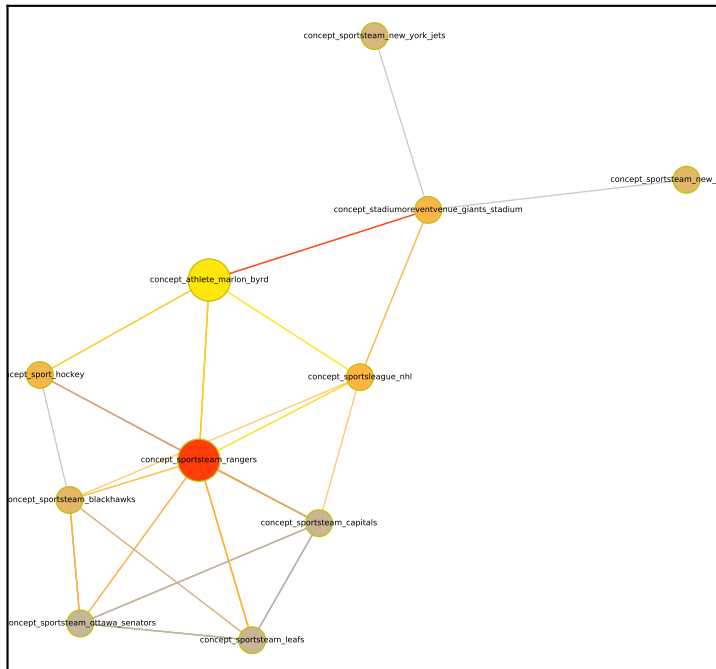 concept_sportsteam_new_york_jets
concept_sportsteam_new_
concept_stadiumoreventvenue_giants_stadium
concept_athlete_marlon_byrd
cept_sport_hockey
concept_sportsleague_nhl
concept_sportsteam_rangers
concept_sportsteam_blackhawks
concept_sportsteam_capitals
concept_sportsteam_ottawa_senators
concept_sportsteam_leafs